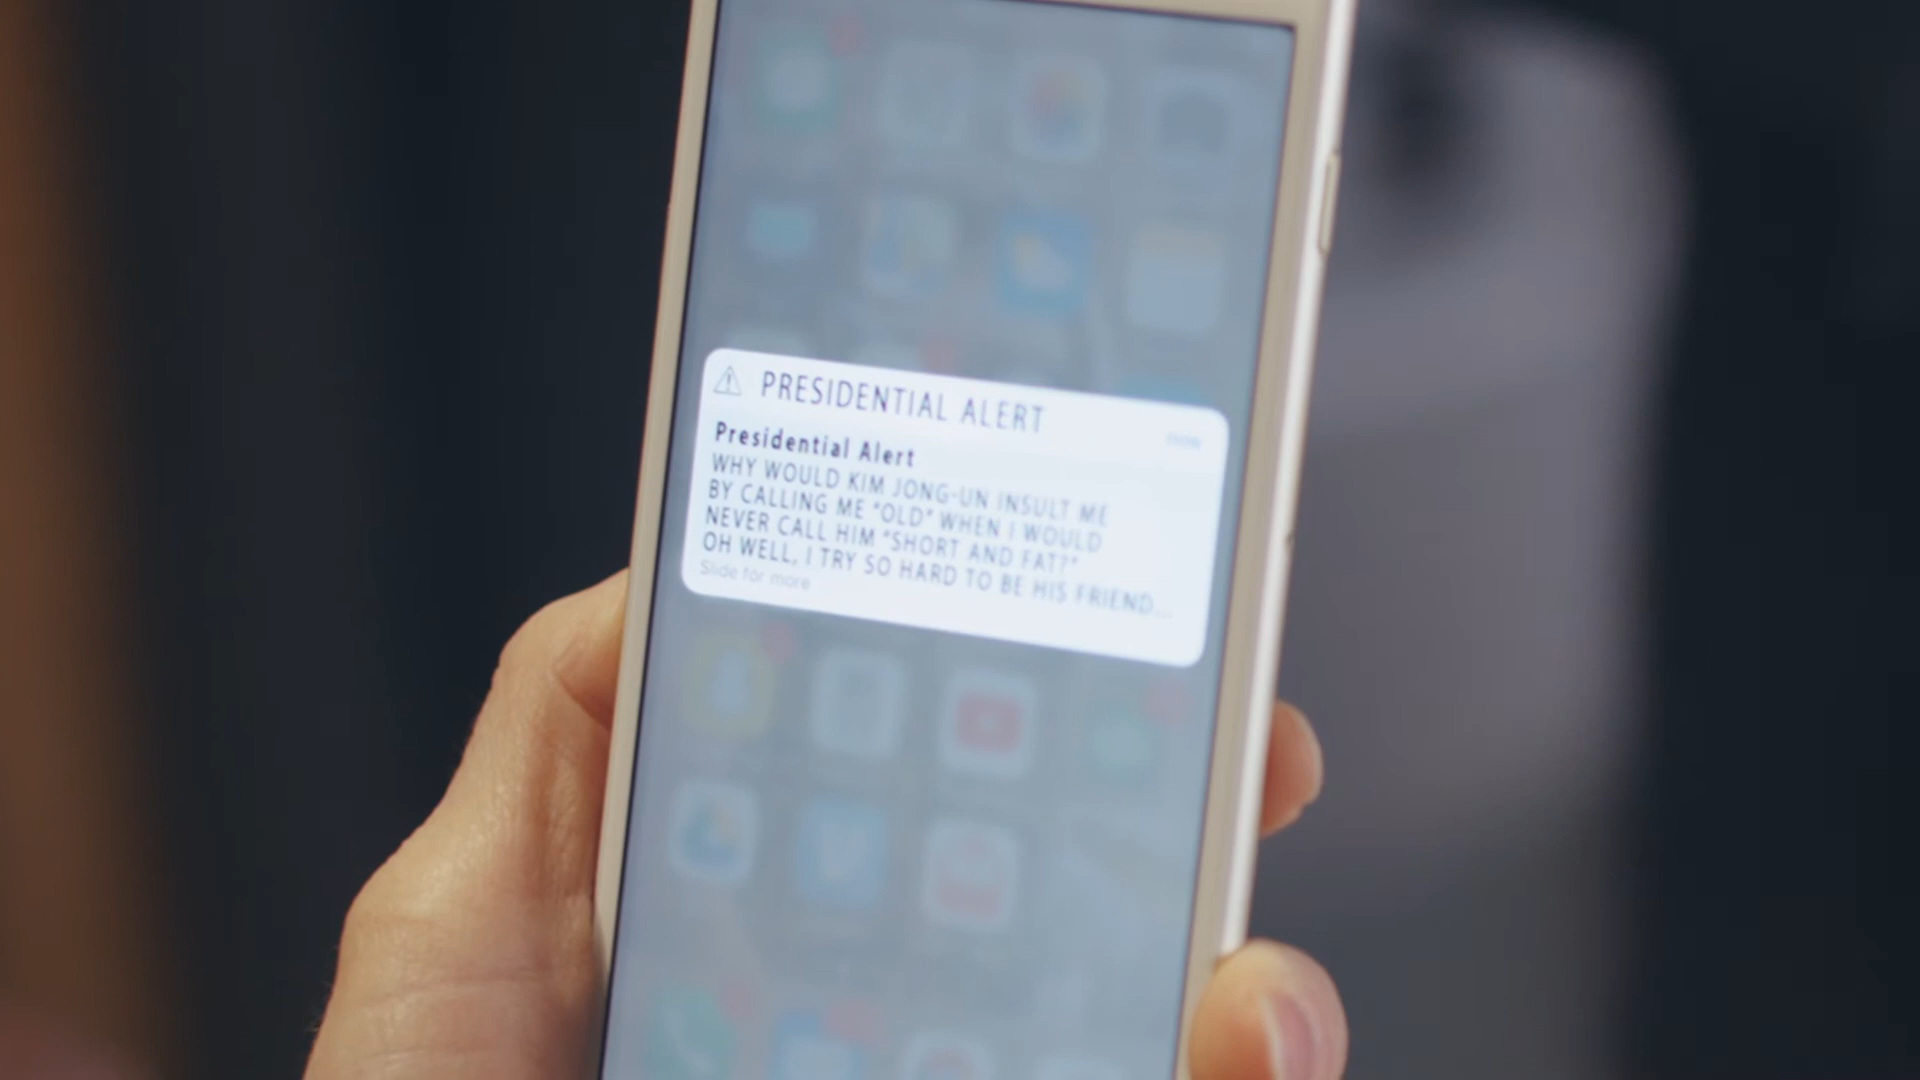 PRESIDENTIAL ALERT
now
Presidential Alert
WHY WOULD KIM JONG-UN INSULT ME
BY CALLING ME "OLD" WHEN I WOULD
NEVER CALL HIM "SHORT AND FAT?"
OH WELL, I TRY SO HARD TO BE HIS FRIEND...
Slide for more